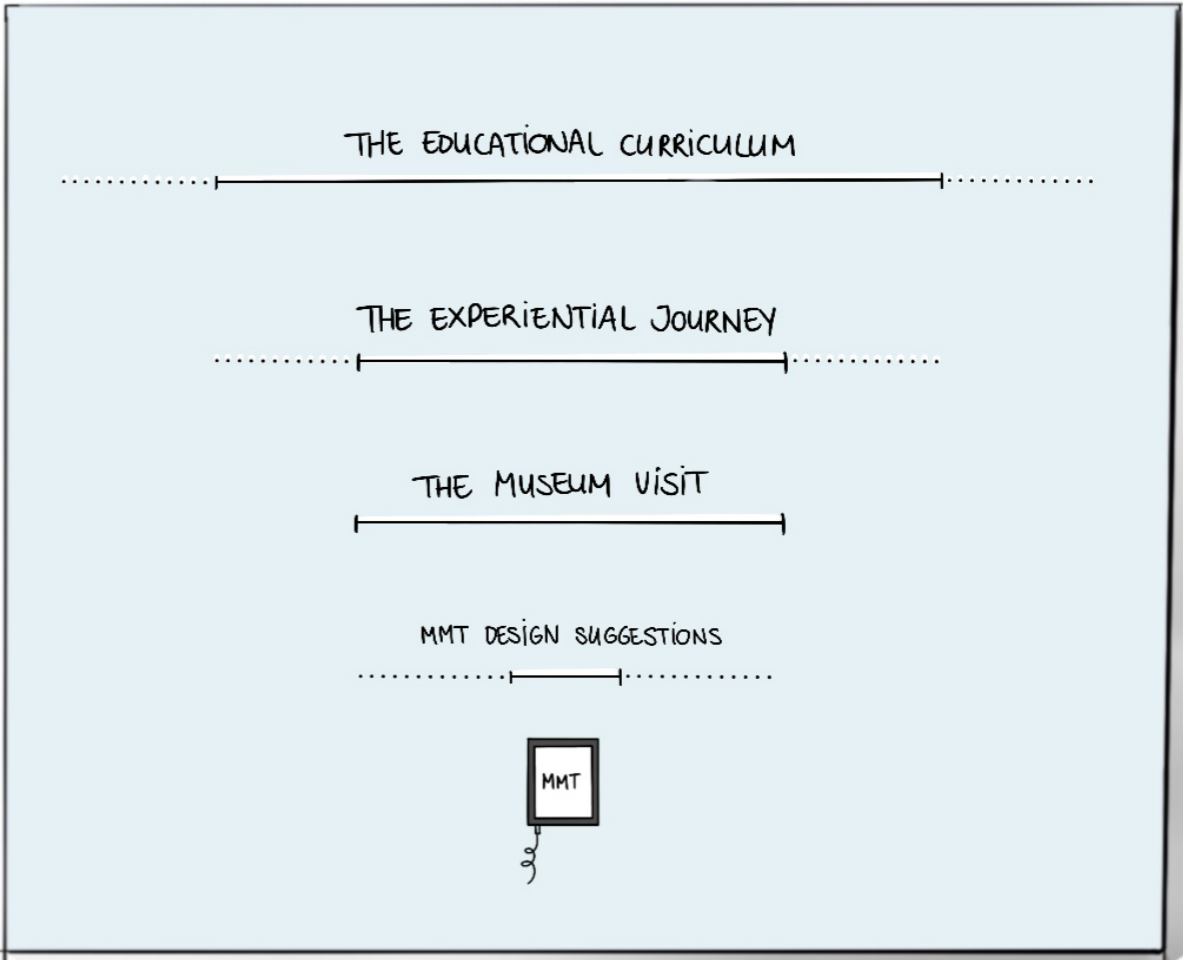 THE EDUCATIONAL CURRICULUM
THE EXPERIENTIAL JOURNEY
THE MUSEUM VISIT
MMT DESIGN SUGGESTIONS
MMT